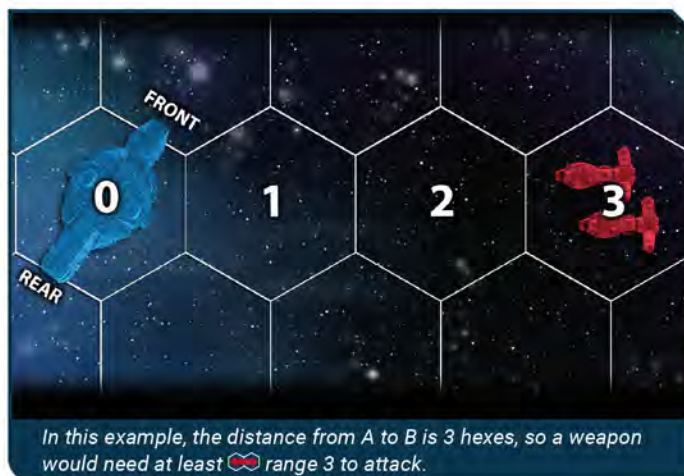 FRONT
0
1
2
3
REAR
In this example, the distance from A to B is 3 hexes, so a weapon
would need at least range 3 to attack.